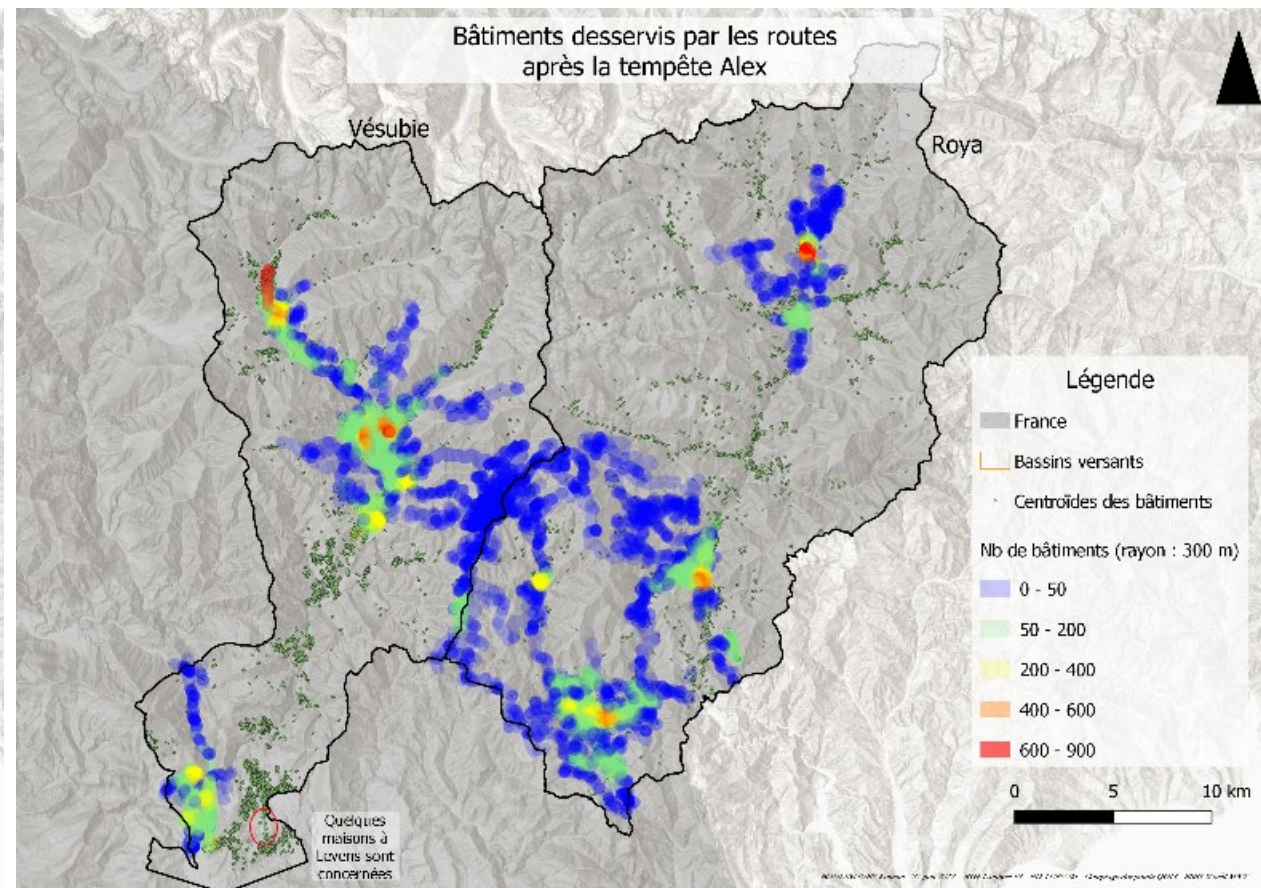 Bâtiments desservis par les routes
après la tempête Alex
Vésubie
Roya
Légende
France
Bassins versants
Centroïdes des bâtiments
Nb de bâtiments (rayon : 300 m)
0 - 50
50 - 200
200 - 400
400 - 600
600 - 900
0 5 10 km
Quelques
maisons à
Levens sont
concernées